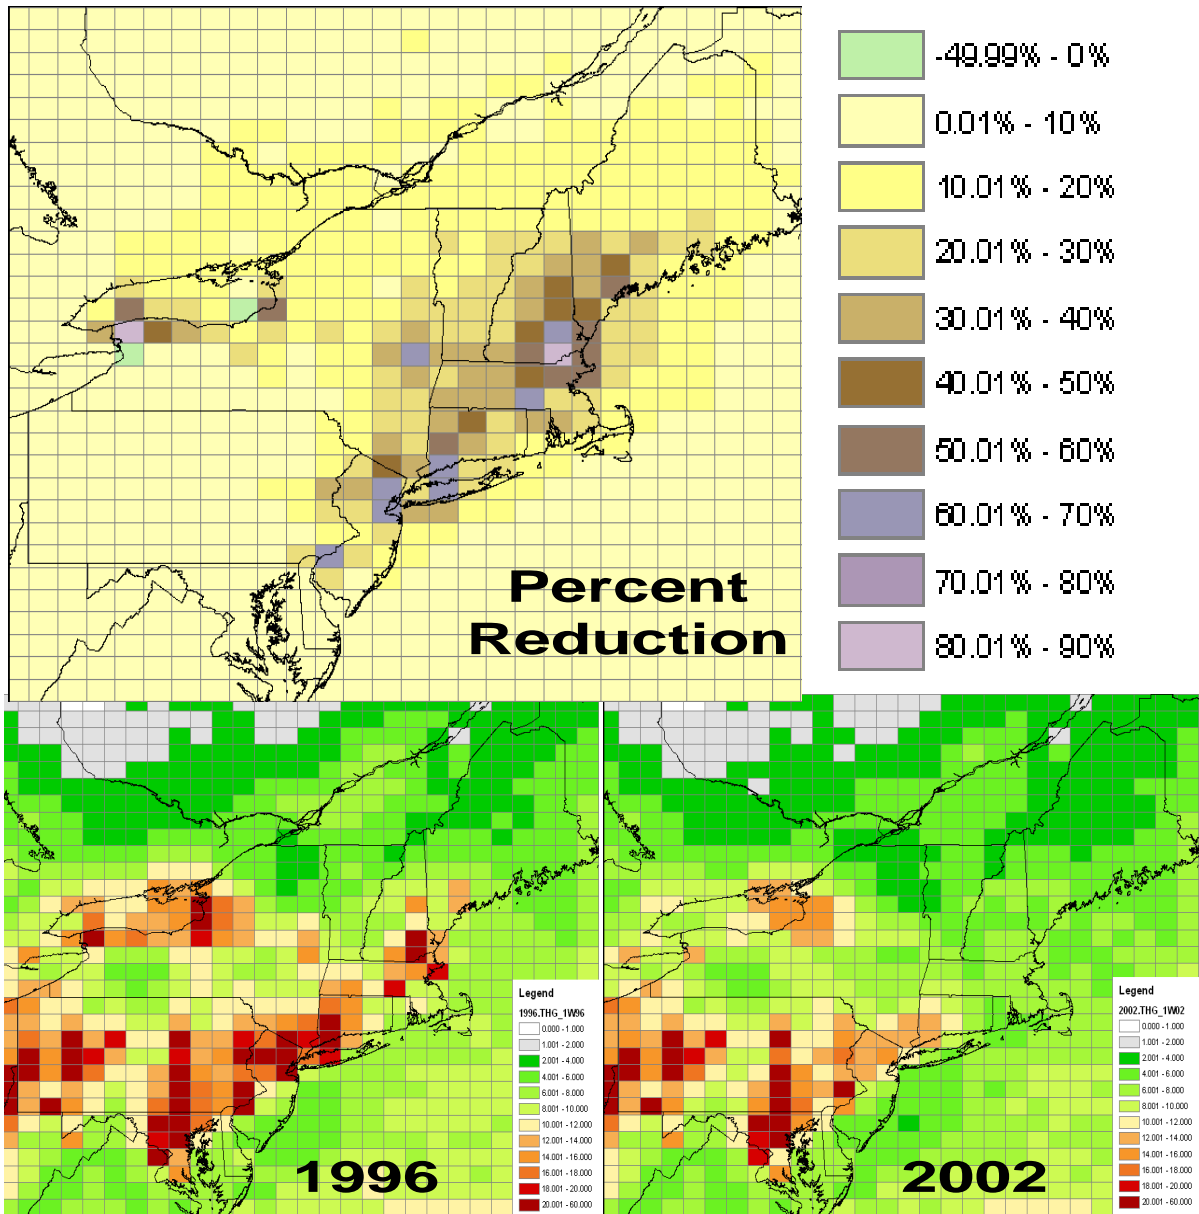 -49.99% - 0%
0.01% - 10%
10.01% - 20%
20.01% - 30%
30.01% - 40%
40.01% - 50%
50.01% - 60%
60.01% - 70%
70.01% - 80%
80.01% - 90%
Percent
Reduction
Legend
1996.THG_1W96
0.000 - 1.000
1.001 - 2.000
2.001 - 4.000
4.001 - 6.000
6.001 - 8.000
8.001 - 10.000
10.001 - 12.000
12.001 - 14.000
14.001 - 16.000
16.001 - 18.000
18.001 - 20.000
20.001 - 60.000
1996
Legend
2002.THG_1W02
0.000 - 1.000
1.001 - 2.000
2.001 - 4.000
4.001 - 6.000
6.001 - 8.000
8.001 - 10.000
10.001 - 12.000
12.001 - 14.000
14.001 - 16.000
16.001 - 18.000
18.001 - 20.000
20.001 - 60.000
2002